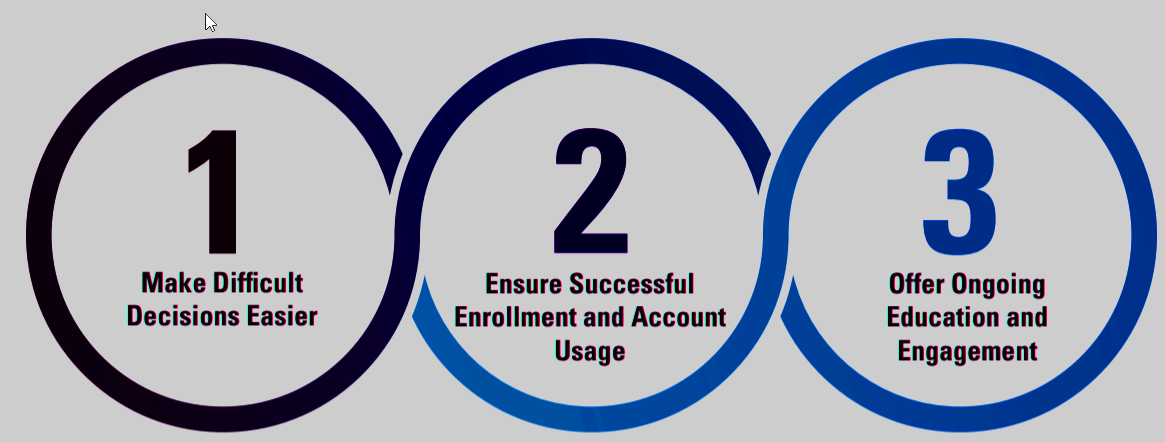 1
Make Difficult
Decisions Easier
2
Ensure Successful
Enrollment and Account
Usage
3
Offer Ongoing
Education and
Engagement